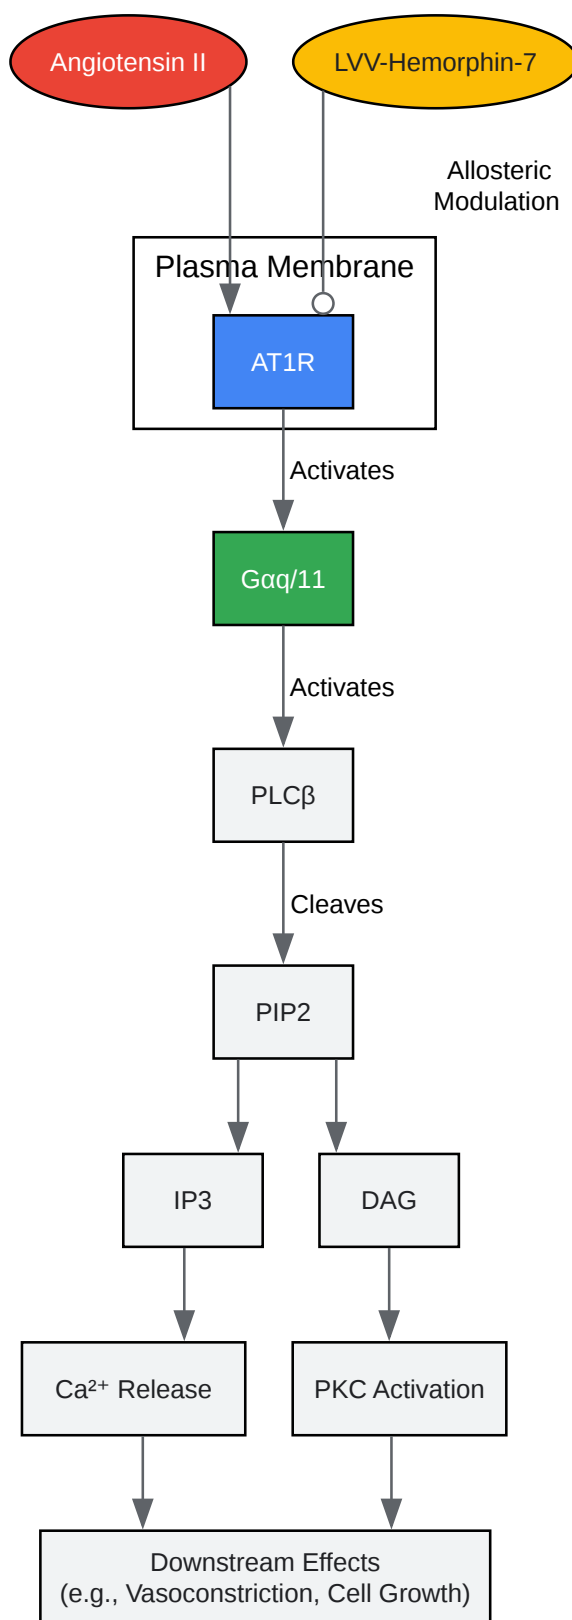 Angiotensin II
LVV-Hemorphin-7
Allosteric
Modulation
Plasma Membrane
AT1R
Activates
Gαq/11
Activates
PLCβ
Cleaves
PIP2
IP3
DAG
Ca²⁺ Release
PKC Activation
Downstream Effects
(e.g., Vasoconstriction, Cell Growth)